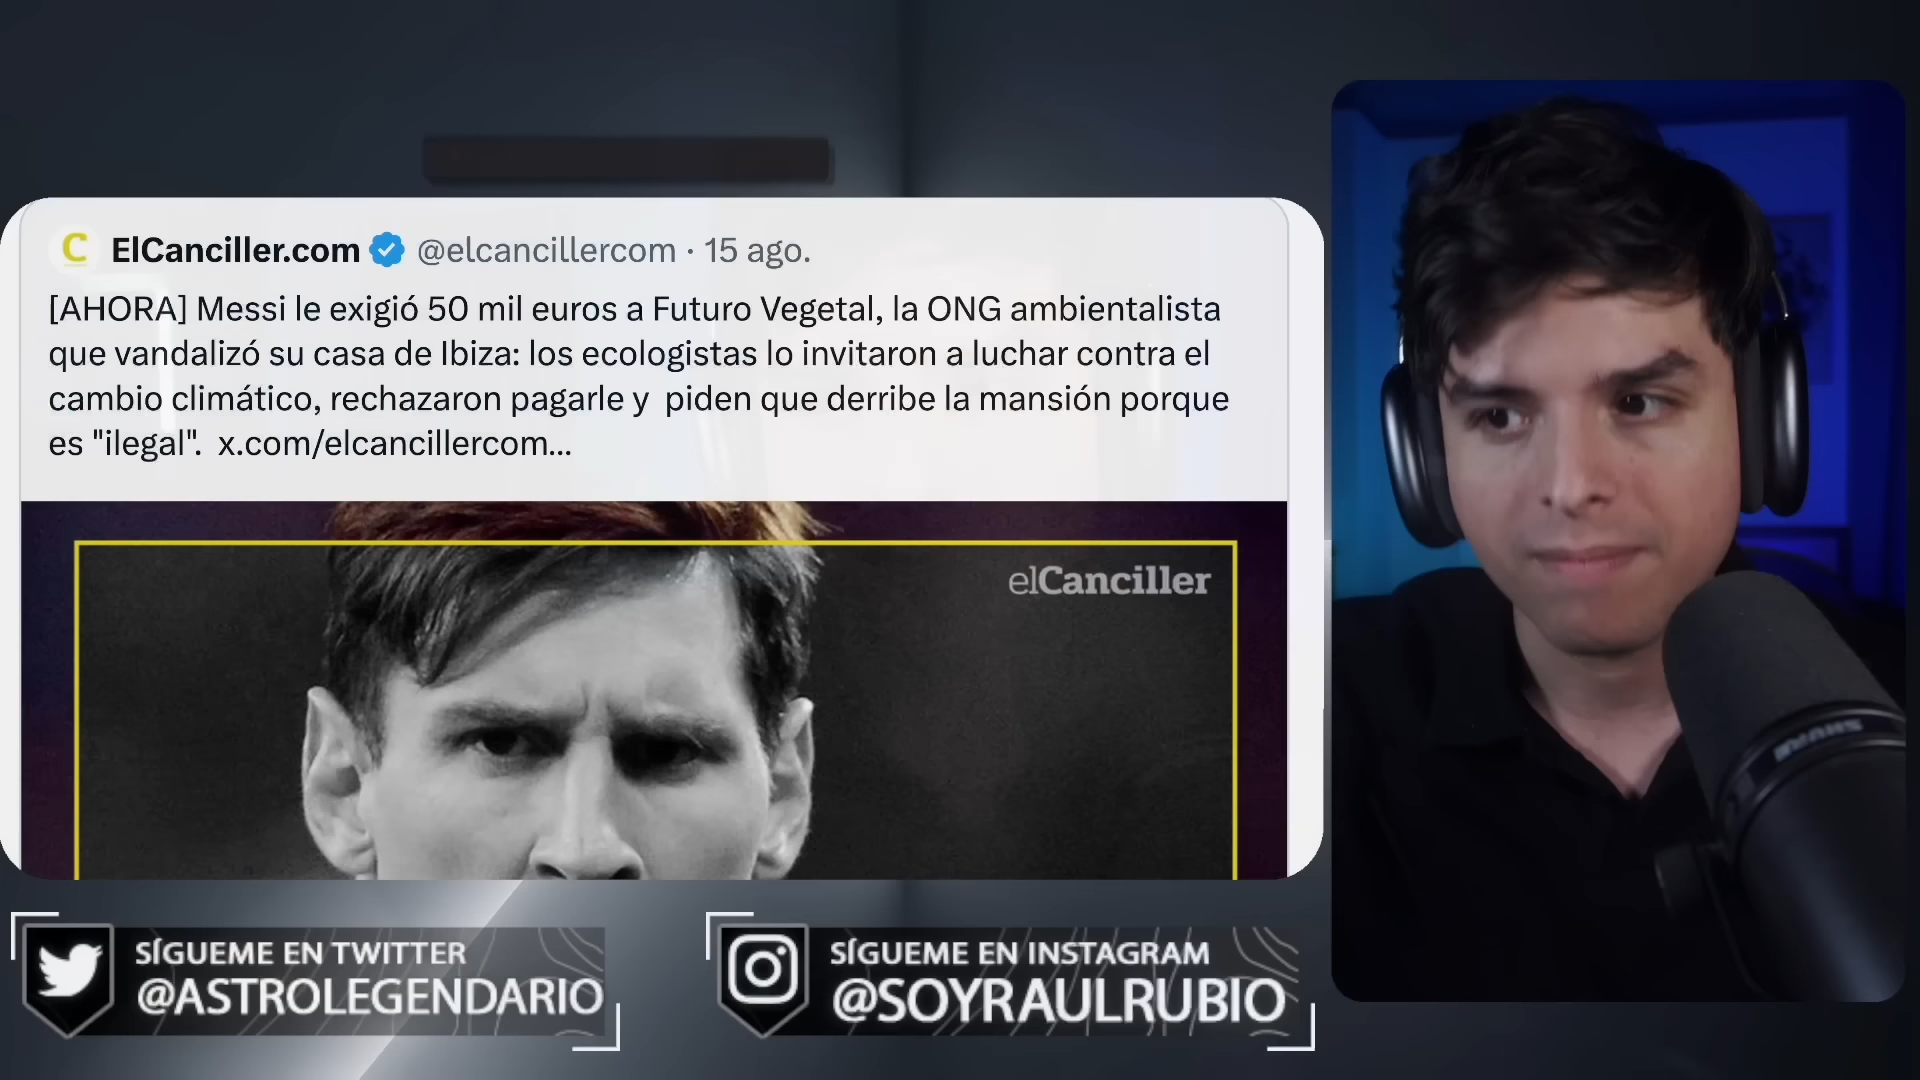 C ElCanciller.com @elcancillercom · 15 ago.
[AHORA] Messi le exigió 50 mil euros a Futuro Vegetal, la ONG ambientalista
que vandalizó su casa de Ibiza: los ecologistas lo invitaron a luchar contra el
cambio climático, rechazaron pagarle y  piden que derribe la mansión porque
es "ilegal".  x.com/elcancillercom...
elCanciller
SHURE
SÍGUEME EN TWITTER
@ASTROLEGENDARIO
SÍGUEME EN INSTAGRAM
@SOYRAULRUBIO